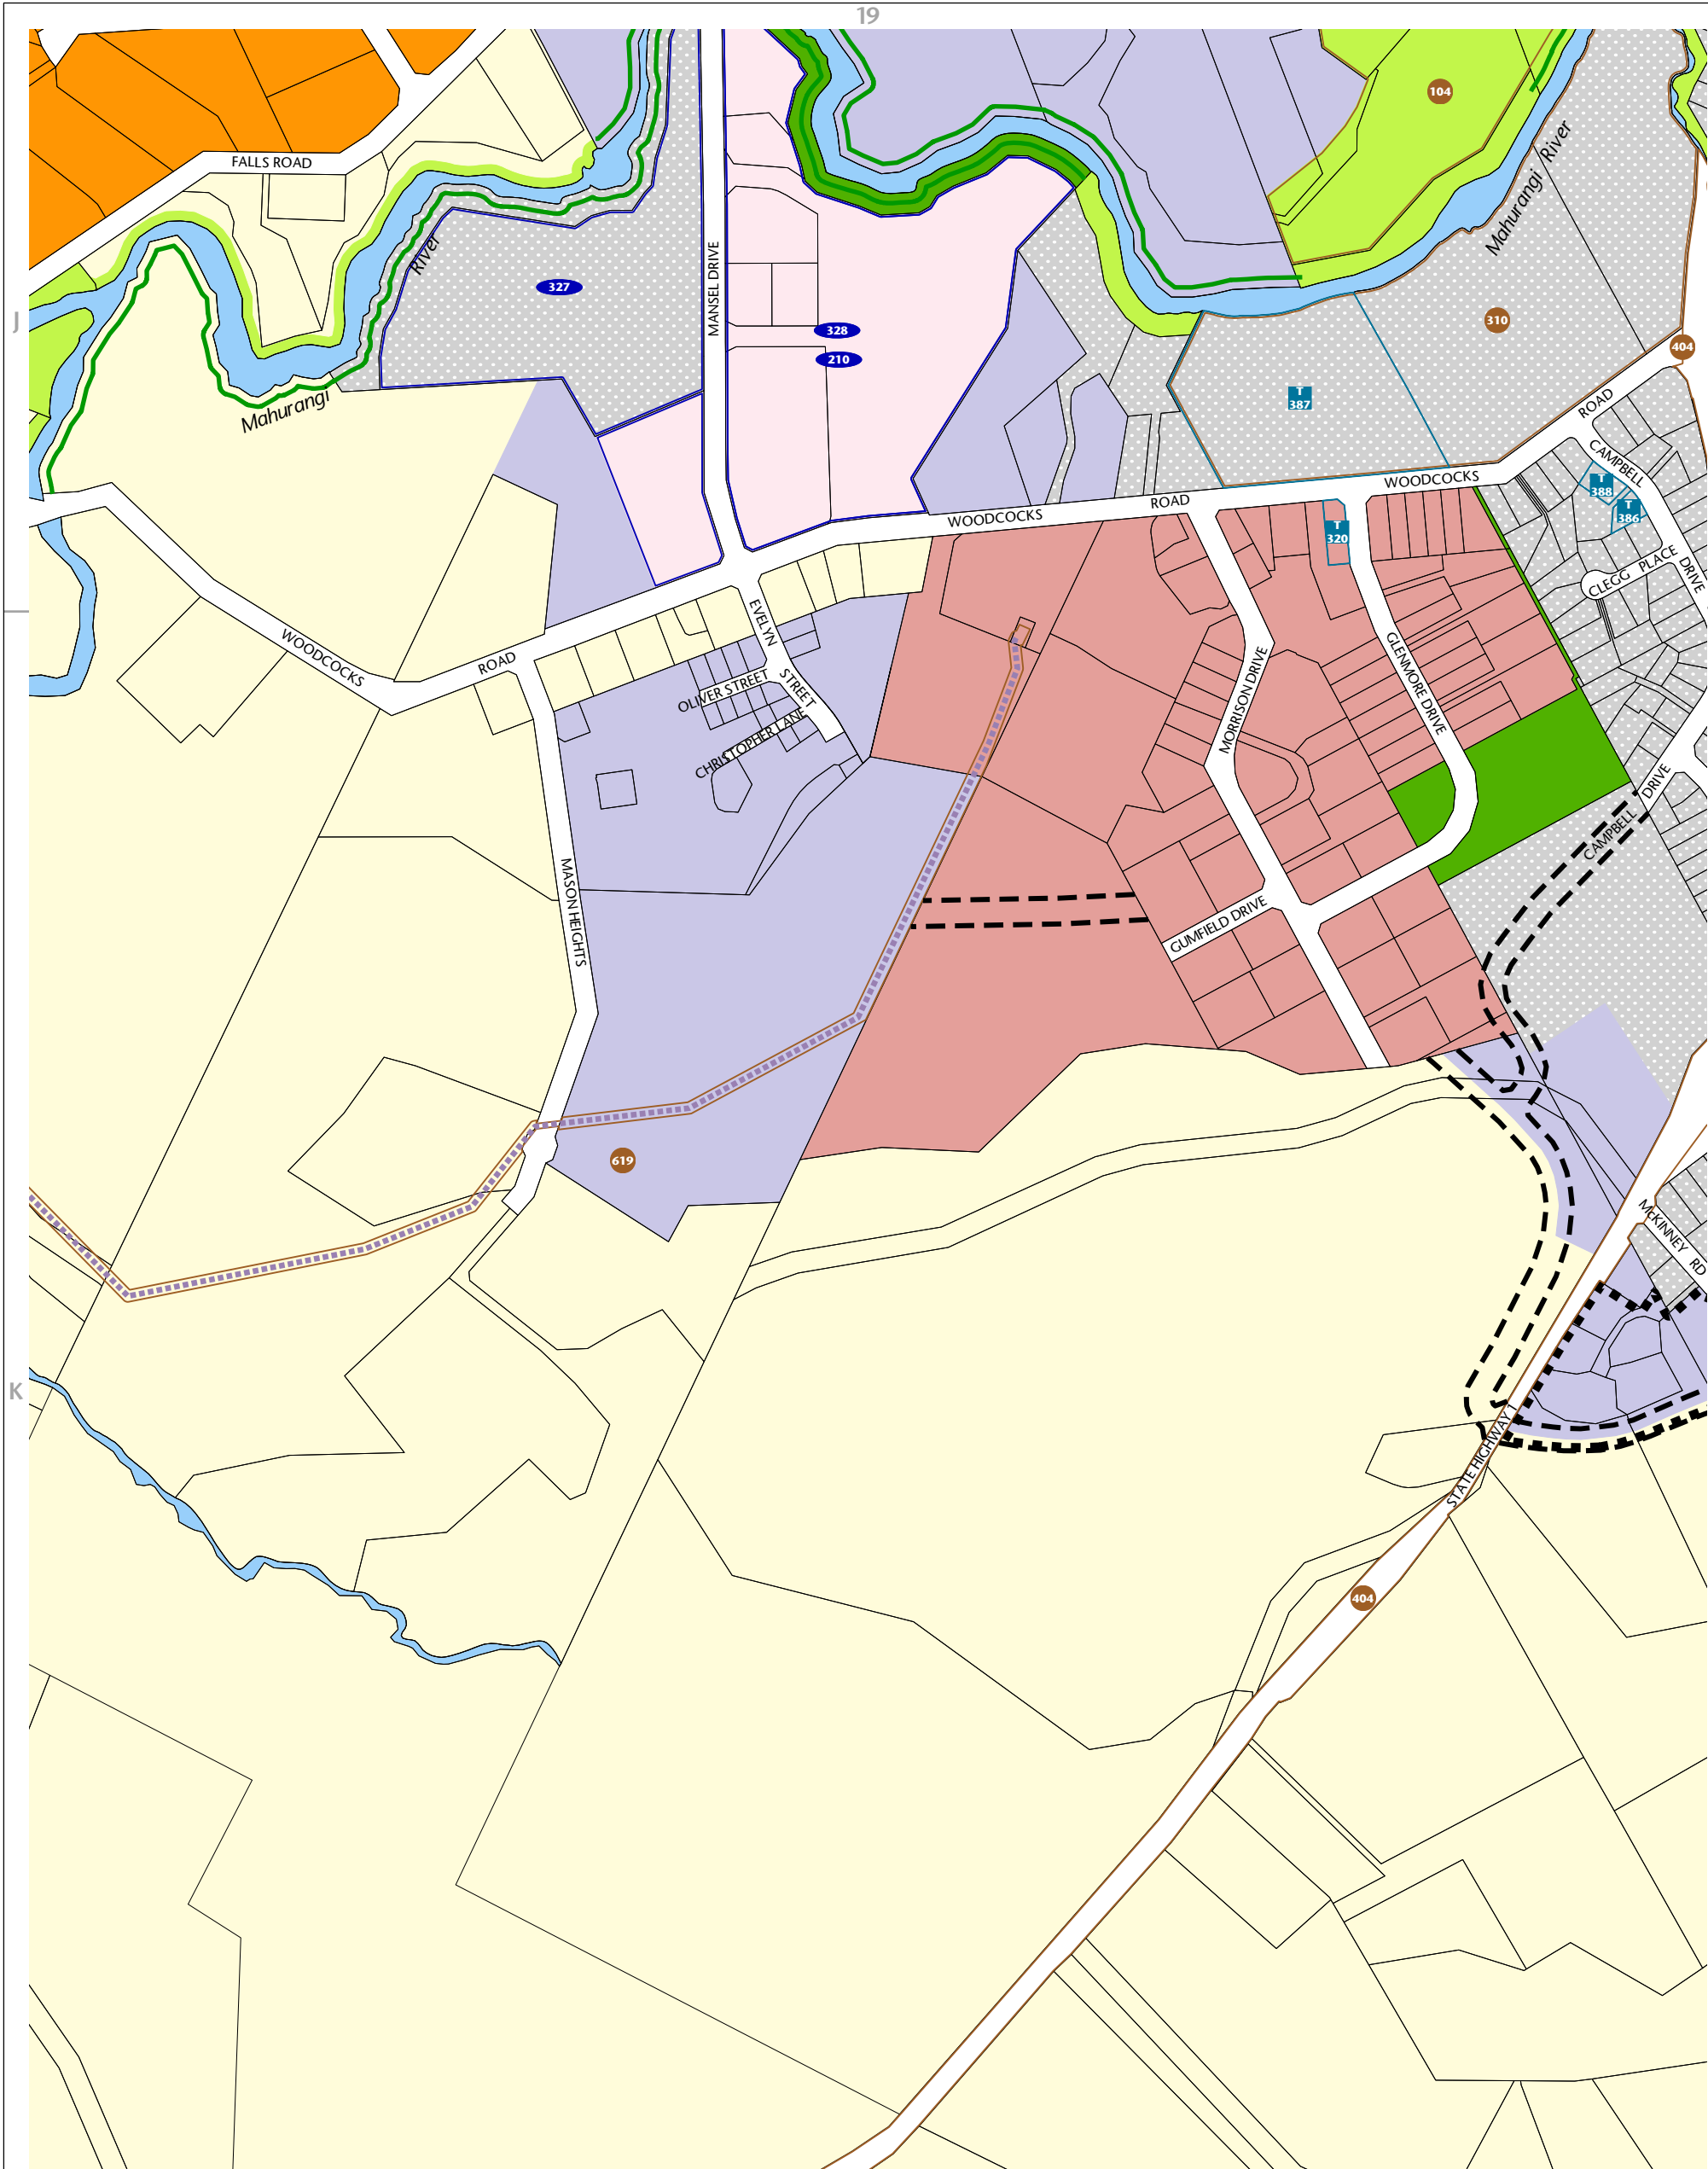 19
104
FALLS ROAD
Mahurangi River
River
327
MANSEL DRIVE
328
210
310
J
404
T
387
Mahurangi
ROAD
CAMPBELL
DRIVE
WOODCOCKS
ROAD
WOODCOCKS
T
388
T
386
T
320
CLEGG PLACE
EVELYN
STREET
WOODCOCKS
ROAD
OLIVER STREET
CHRISTOPHER LANE
MORRISON DRIVE
GLENMORE DRIVE
CAMPBELL
DRIVE
MASON HEIGHTS
GUMFIELD DRIVE
619
McKINNEY RD
K
STATE HIGHWAY 1
404